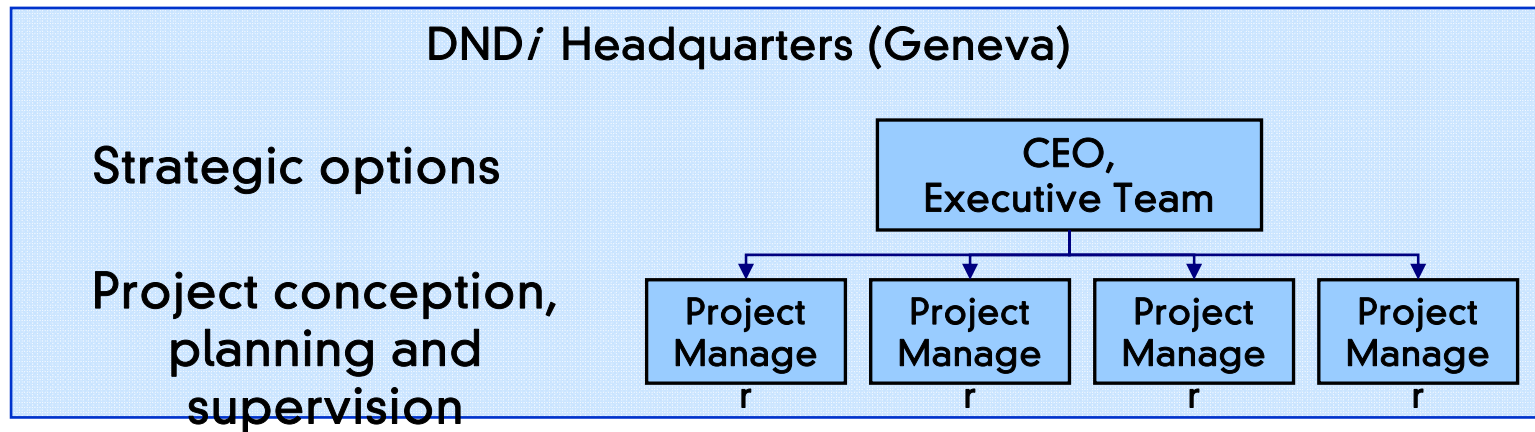 DNDi Headquarters (Geneva)
Strategic options
CEO,
Executive Team
Project conception,
planning and
supervision
Project
Manage
r
Project
Manage
r
Project
Manage
r
Project
Manage
r